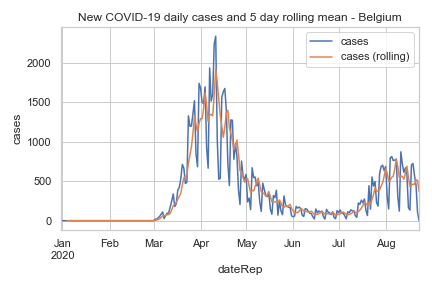 New COVID-19 daily cases and 5 day rolling mean - Belgium
cases
cases (rolling)
2000
1500
1000
500
0
cases
Jan Feb Mar Apr May Jun Jul Aug
2020
dateRep